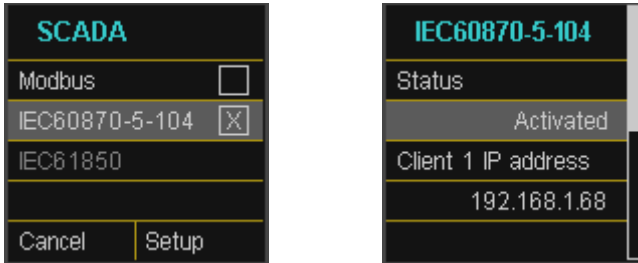 SCADA
Modbus
IEC60870-5-104 X
IEC61850
Cancel Setup
IEC60870-5-104
Status
Activated
Client 1 IP address
192.168.1.68